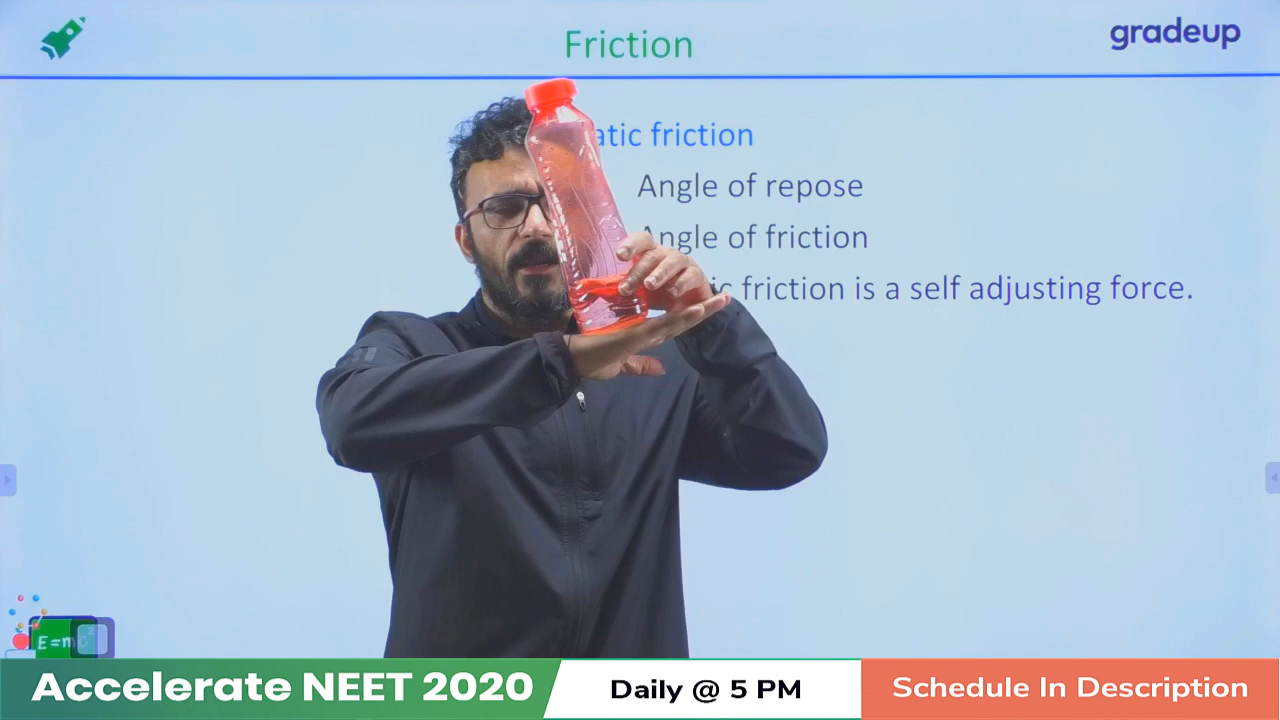 Friction
gradeup
atic friction
Angle of repose
Angle of friction
ic friction is a self adjusting force.
E=mc²
Accelerate NEET 2020
Daily @ 5 PM
Schedule In Description